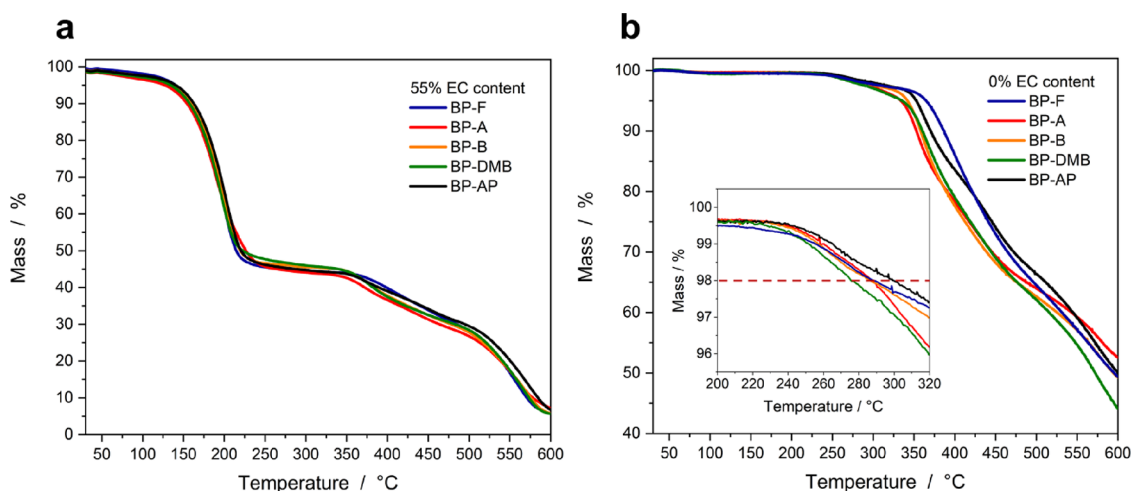 a
100
90
80
70
60
50
40
30
20
10
0
Mass / %
55% EC content
BP-F
BP-A
BP-B
BP-DMB
BP-AP
50 100 150 200 250 300 350 400 450 500 550 600
Temperature / °C
b
100
90
80
70
60
50
40
Mass / %
0% EC content
BP-F
BP-A
BP-B
BP-DMB
BP-AP
100
99
98
97
96
Mass / %
200 220 240 260 280 300 320
Temperature / °C
50 100 150 200 250 300 350 400 450 500 550 600
Temperature / °C